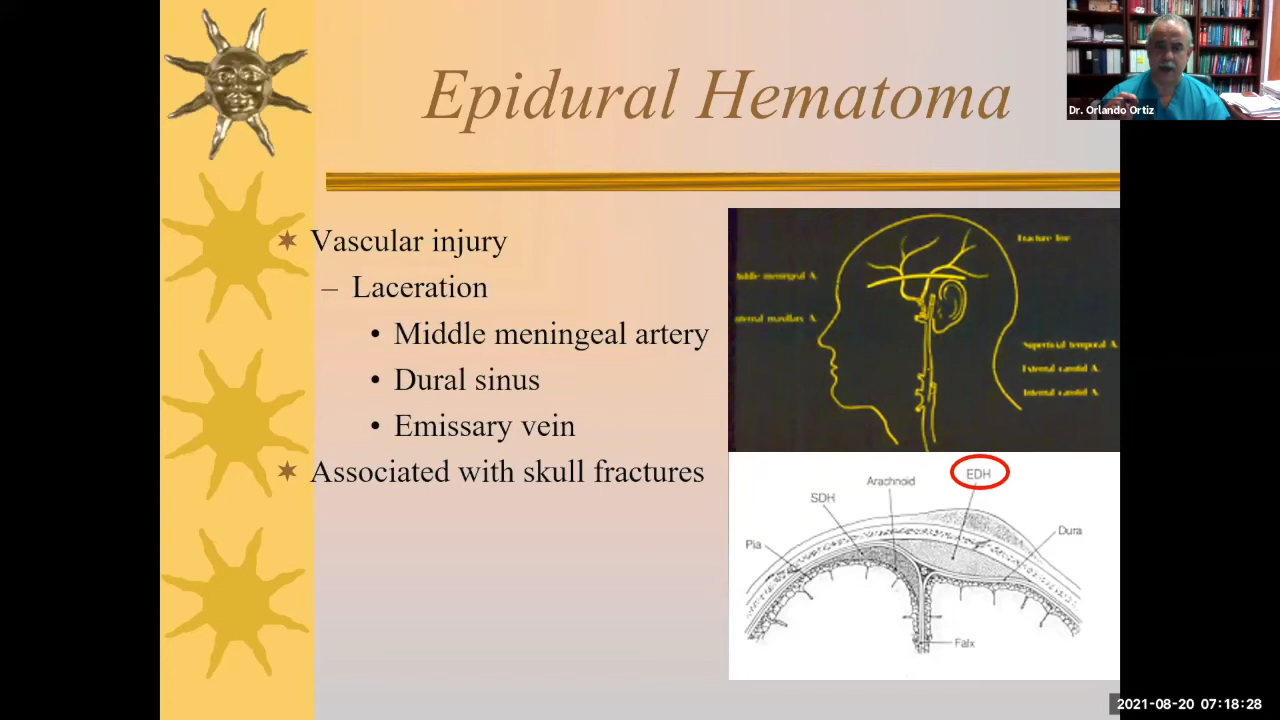 Epidural Hematoma
Dr. Orlando Ortiz
Vascular injury
– Laceration
• Middle meningeal artery
• Dural sinus
• Emissary vein
Associated with skull fractures
Fracture line
Middle meningeal A.
Internal maxillary A.
Superficial temporal A.
External carotid A.
Internal carotid A.
EDH
Arachnoid
SDH
Dura
Pia
Falx
2021-08-20 07:18:28